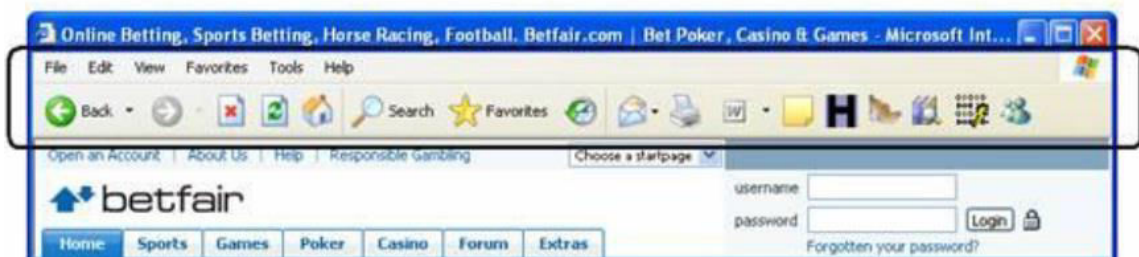 Online Betting, Sports Betting, Horse Racing, Football. Betfair.com | Bet Poker, Casino & Games - Microsoft Int...
File Edit View Favorites Tools Help
Back Search Favorites W H
Open an Account | About Us | Help | Responsible Gambling Choose a startpage
betfair
username
password Login
Home Sports Games Poker Casino Forum Extras
Forgotten your password?